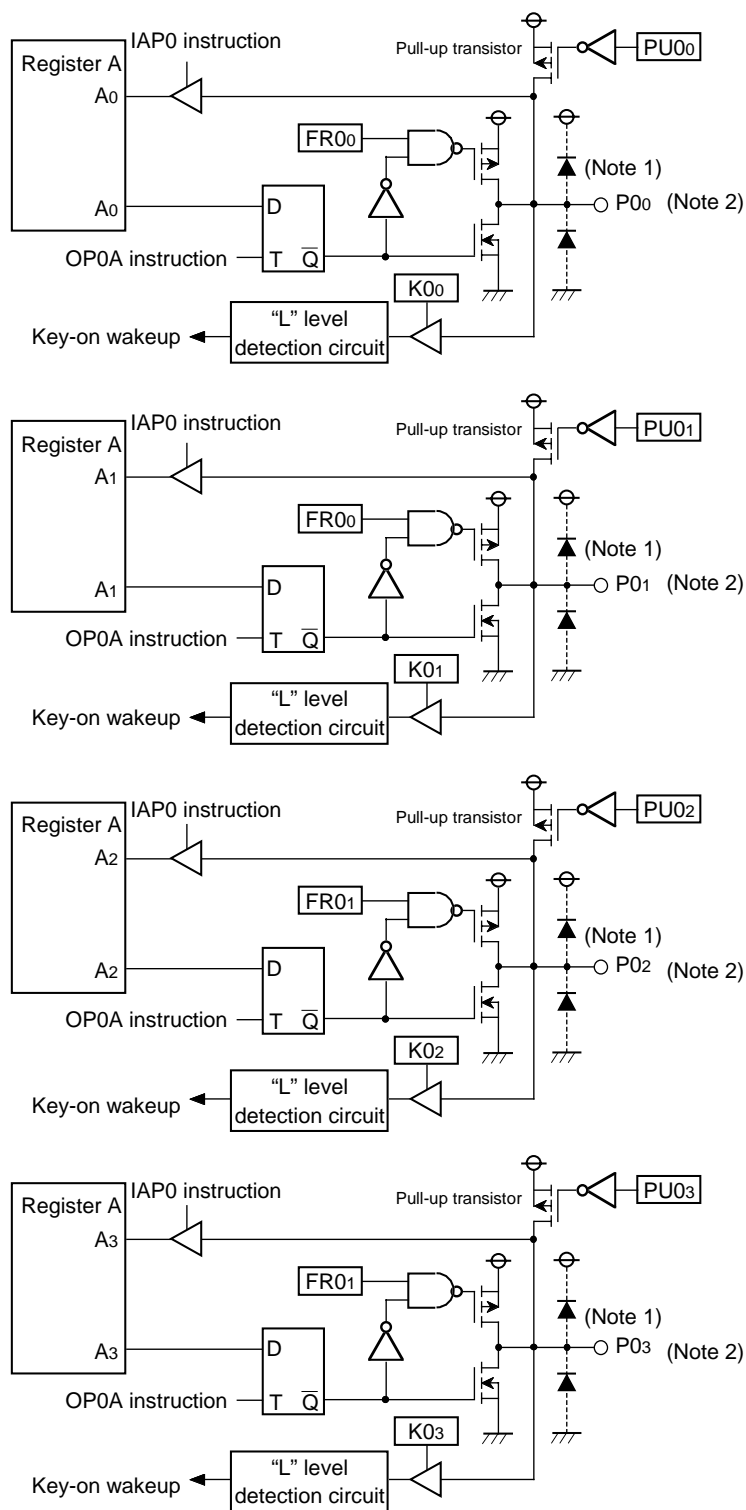 IAP0 instruction
Register A
Pull-up transistor
PU00
A0
FR00
(Note 1)
A0
D
P00 (Note 2)
OP0A instruction
T Q
K00
Key-on wakeup
“L” level
detection circuit
IAP0 instruction
Register A
Pull-up transistor
PU01
A1
FR00
(Note 1)
A1
D
P01 (Note 2)
OP0A instruction
T Q
K01
Key-on wakeup
“L” level
detection circuit
IAP0 instruction
Register A
Pull-up transistor
PU02
A2
FR01
(Note 1)
A2
D
P02 (Note 2)
OP0A instruction
T Q
K02
Key-on wakeup
“L” level
detection circuit
IAP0 instruction
Register A
Pull-up transistor
PU03
A3
FR01
(Note 1)
A3
D
P03 (Note 2)
OP0A instruction
T Q
K03
Key-on wakeup
“L” level
detection circuit